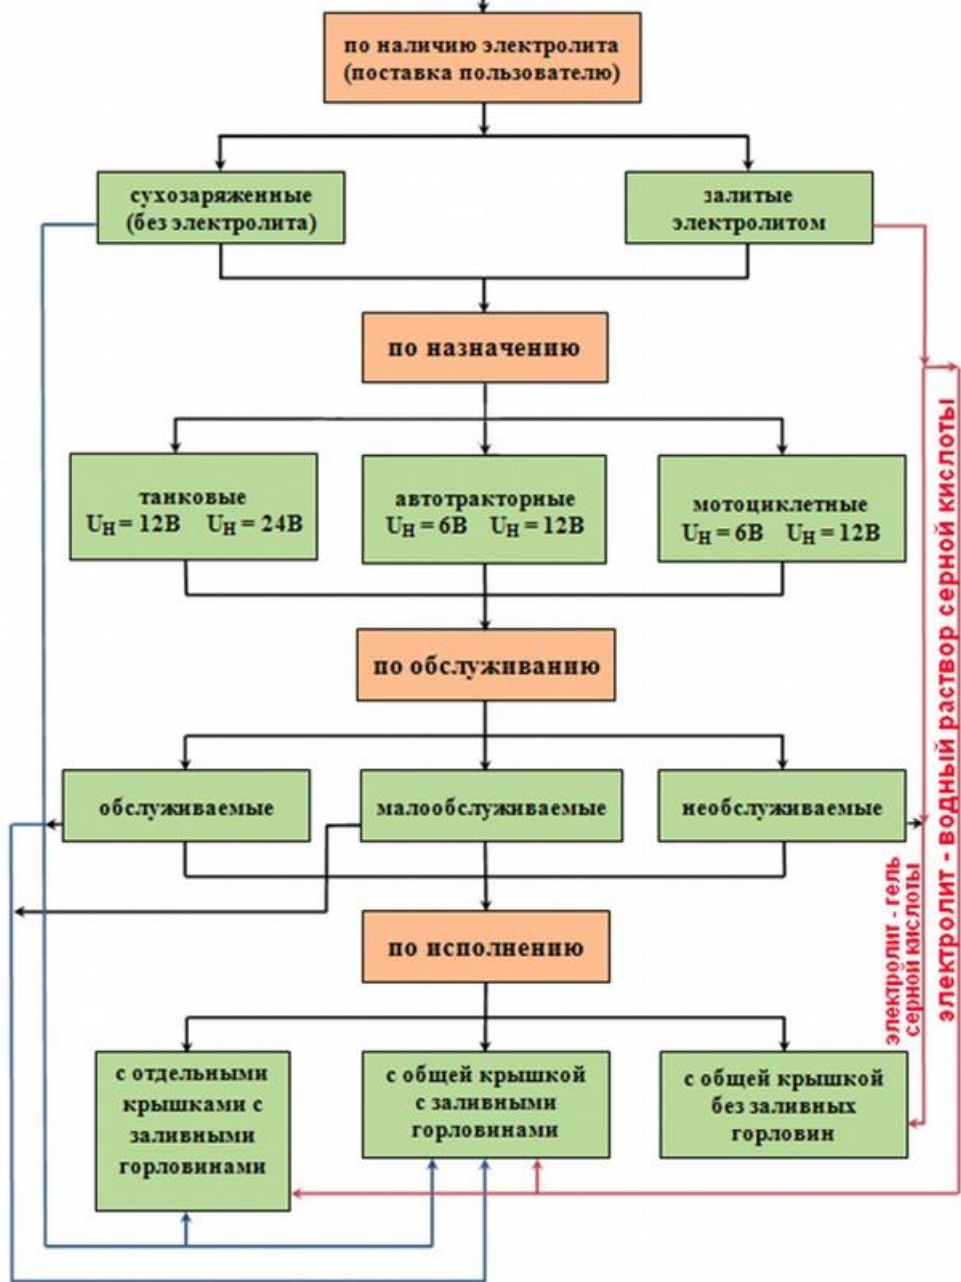 по наличию электролита
(поставка пользователю)
сухозаряженные
(без электролита)
залитые
электролитом
по назначению
танковые
UН = 12В UН = 24В
автотракторные
UН = 6В UН = 12В
мотоциклетные
UН = 6В UН = 12В
по обслуживанию
обслуживаемые
малообслуживаемые
необслуживаемые
по исполнению
с отдельными
крышками с
заливными
горловинами
с общей крышкой
с заливными
горловинами
с общей крышкой
без заливных
горловин
электролит - гель
серной кислоты
электролит - водный раствор серной кислоты